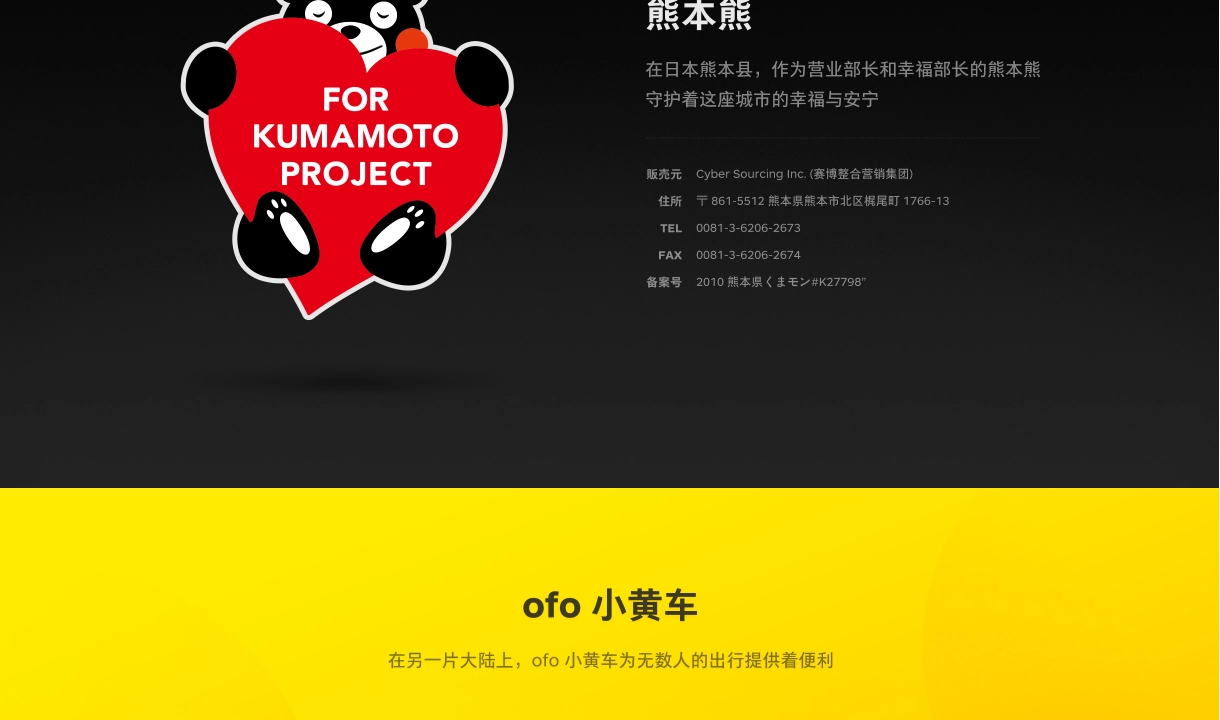 熊本熊
在日本熊本县，作为营业部长和幸福部长的熊本熊
守护着这座城市的幸福与安宁
FOR
KUMAMOTO
PROJECT
販売元 Cyber Sourcing Inc. (赛博整合营销集团)
住所 〒 861-5512 熊本県熊本市北区梶尾町 1766-13
TEL 0081-3-6206-2673
FAX 0081-3-6206-2674
备案号 2010 熊本県くまモン#K27798”
ofo 小黄车
在另一片大陆上，ofo 小黄车为无数人的出行提供着便利